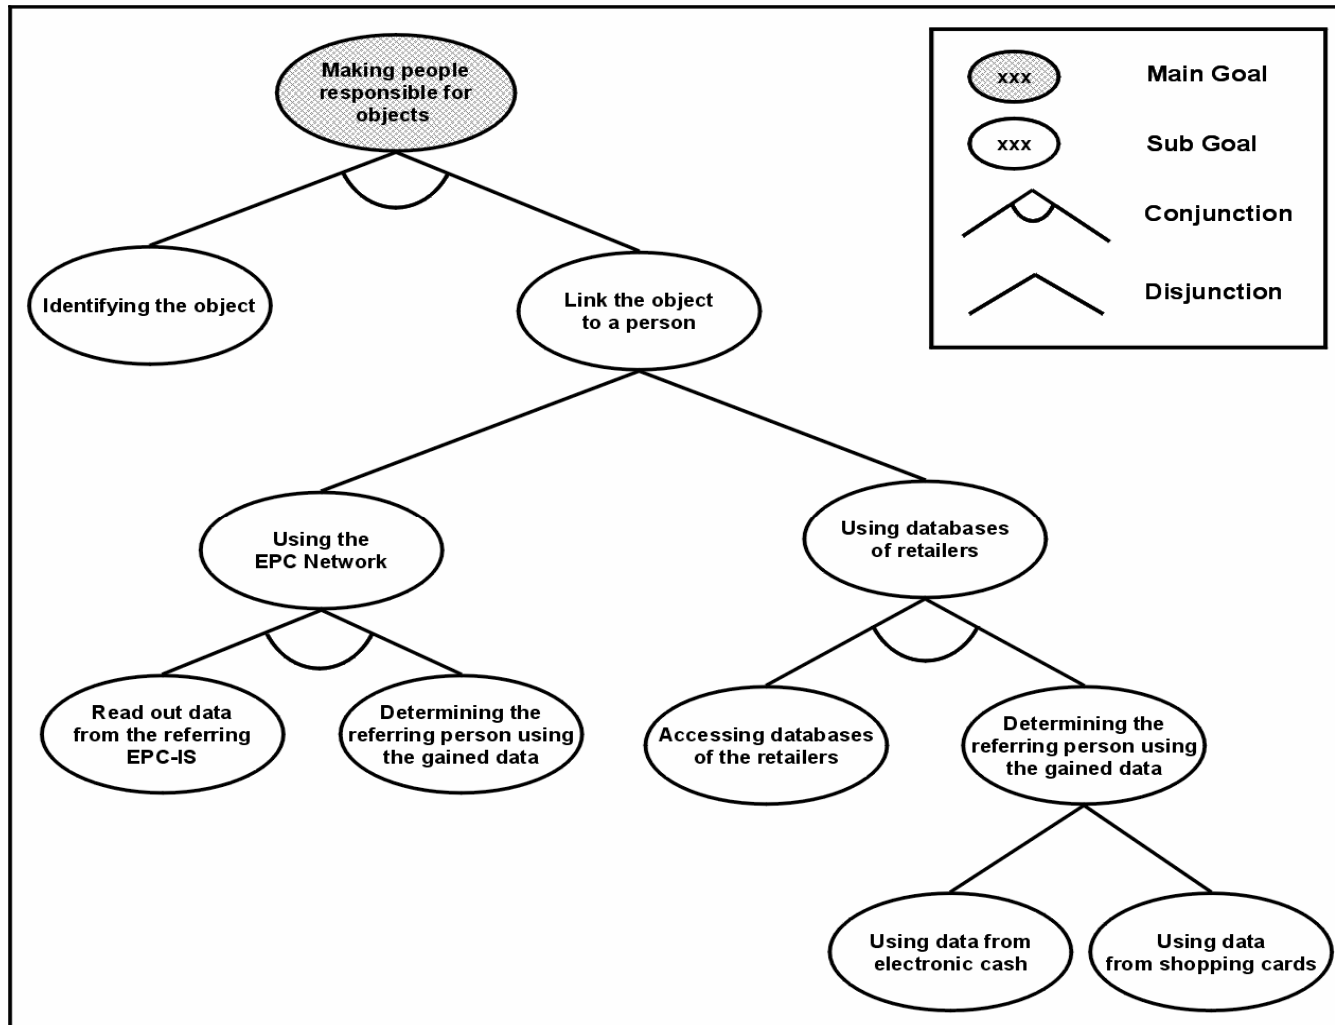 Making people
responsible for
objects
xxx
Main Goal
xxx
Sub Goal
Conjunction
Disjunction
Identifying the object
Link the object
to a person
Using the
EPC Network
Using databases
of retailers
Read out data
from the referring
EPC-IS
Determining the
referring person using
the gained data
Accessing databases
of the retailers
Determining the
referring person using
the gained data
Using data from
electronic cash
Using data
from shopping cards